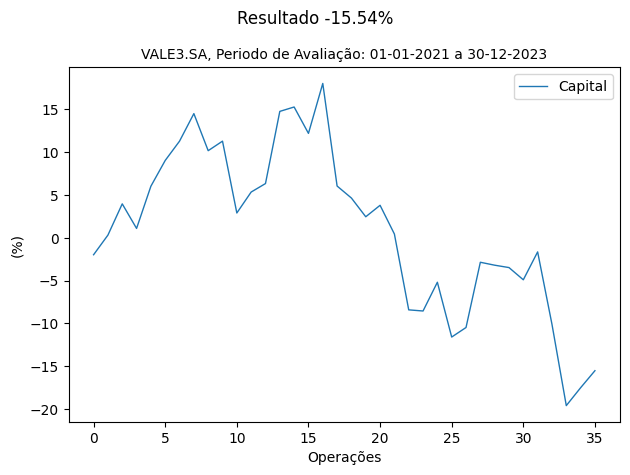 Resultado -15.54%
VALE3.SA, Periodo de Avaliação: 01-01-2021 a 30-12-2023
Capital
15
10
5
0
−5
−10
−15
−20
(%)
0 5 10 15 20 25 30 35
Operações